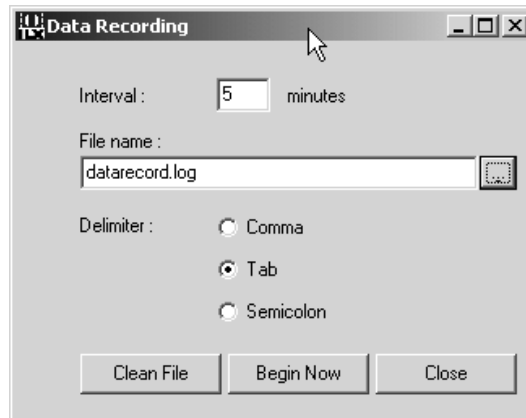 Data Recording
Interval : 5 minutes
File name :
datarecord.log ...
Delimiter : Comma
Tab
Semicolon
Clean File Begin Now Close